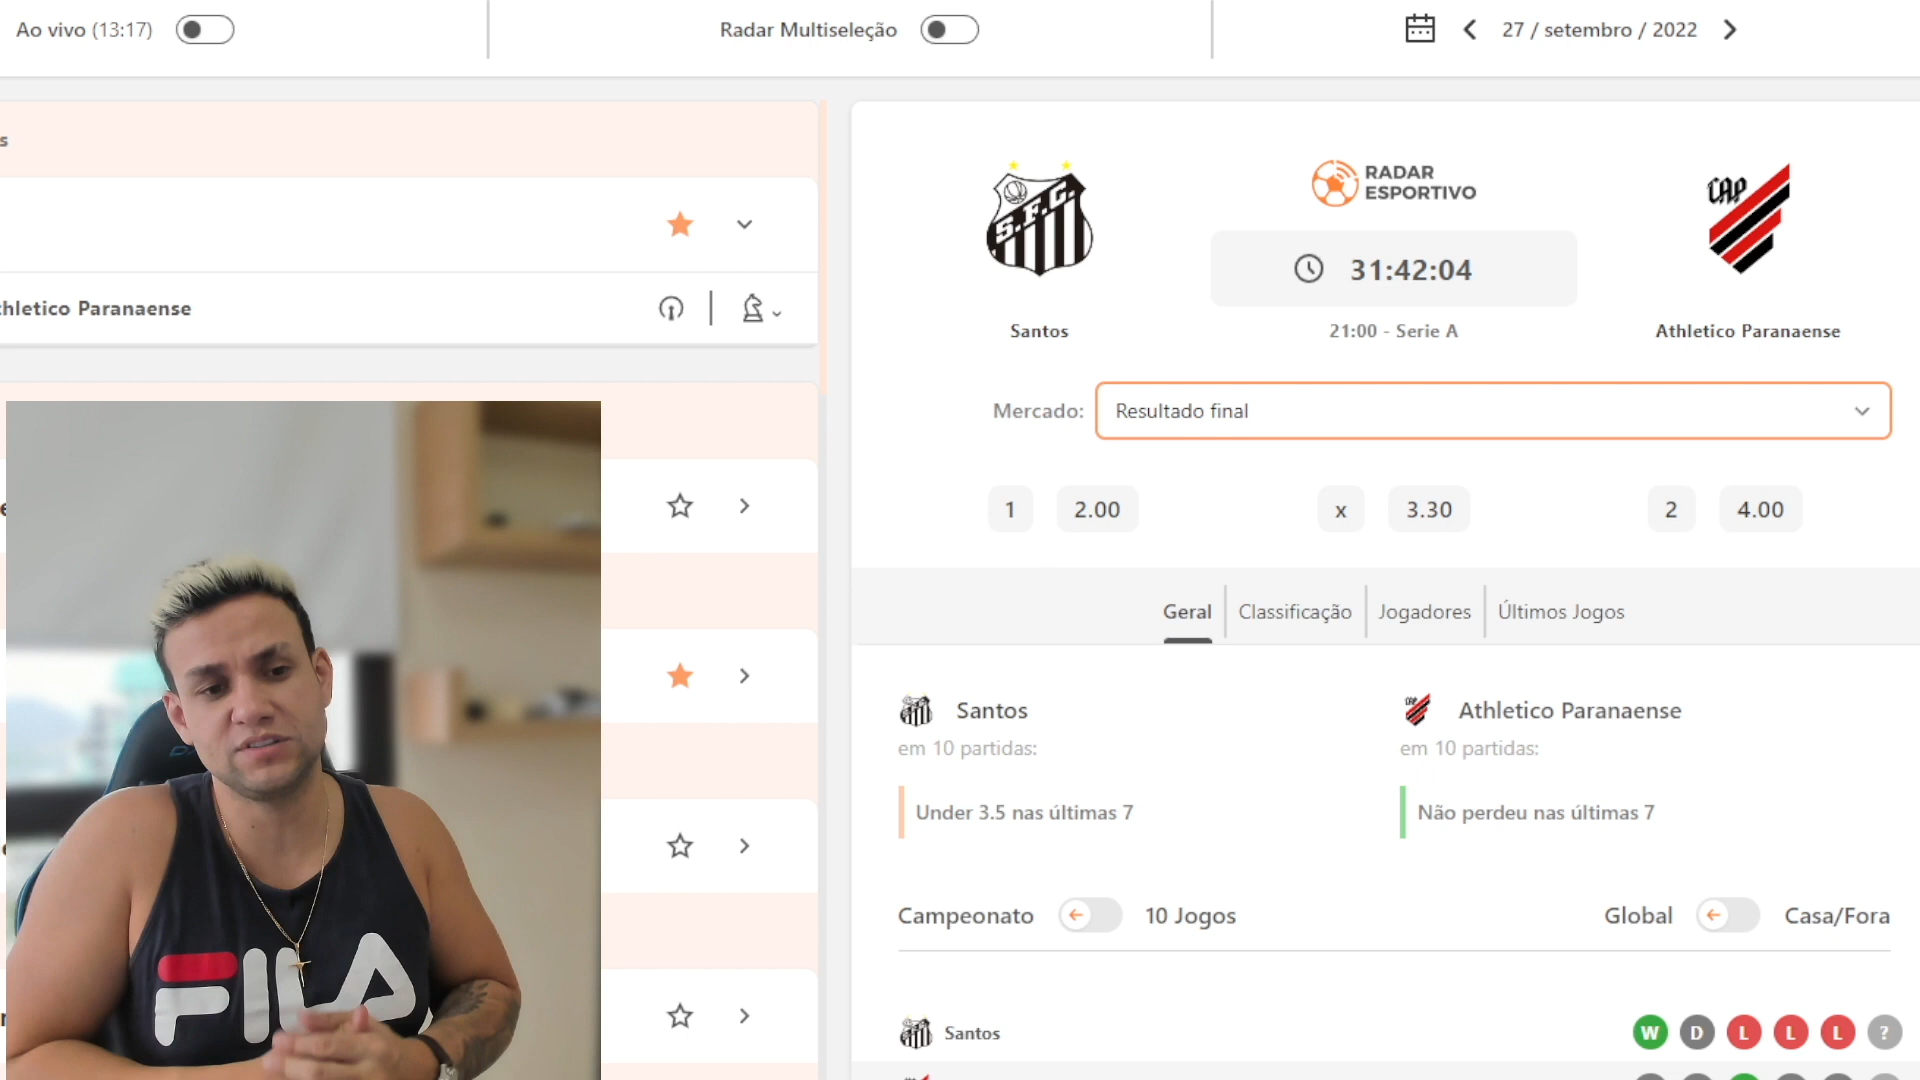 Ao vivo (13:17)
Radar Multiseleção
27 / setembro / 2022
s
S.F.C.
RADAR
ESPORTIVO
CAP
31:42:04
hletico Paranaense
Santos
21:00 - Serie A
Athletico Paranaense
Mercado: Resultado final
1 2.00 x 3.30 2 4.00
Geral Classificação Jogadores Últimos Jogos
Santos
Athletico Paranaense
em 10 partidas:
em 10 partidas:
Under 3.5 nas últimas 7
Não perdeu nas últimas 7
Campeonato 10 Jogos
Global Casa/Fora
FILA
Santos W D L L L ?